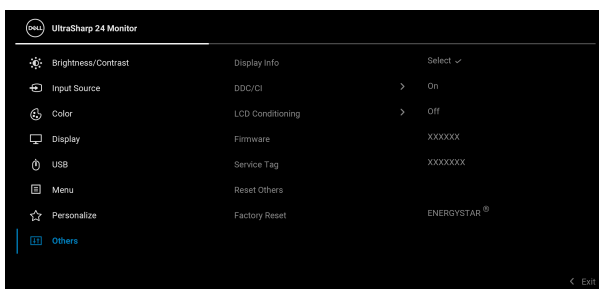 DELL UltraSharp 24 Monitor
Brightness/Contrast Display Info Select ✓
Input Source DDC/CI > On
Color LCD Conditioning > Off
Display Firmware XXXXXX
USB Service Tag XXXXXXX
Menu Reset Others
Personalize Factory Reset ENERGYSTAR ®
Others
< Exit